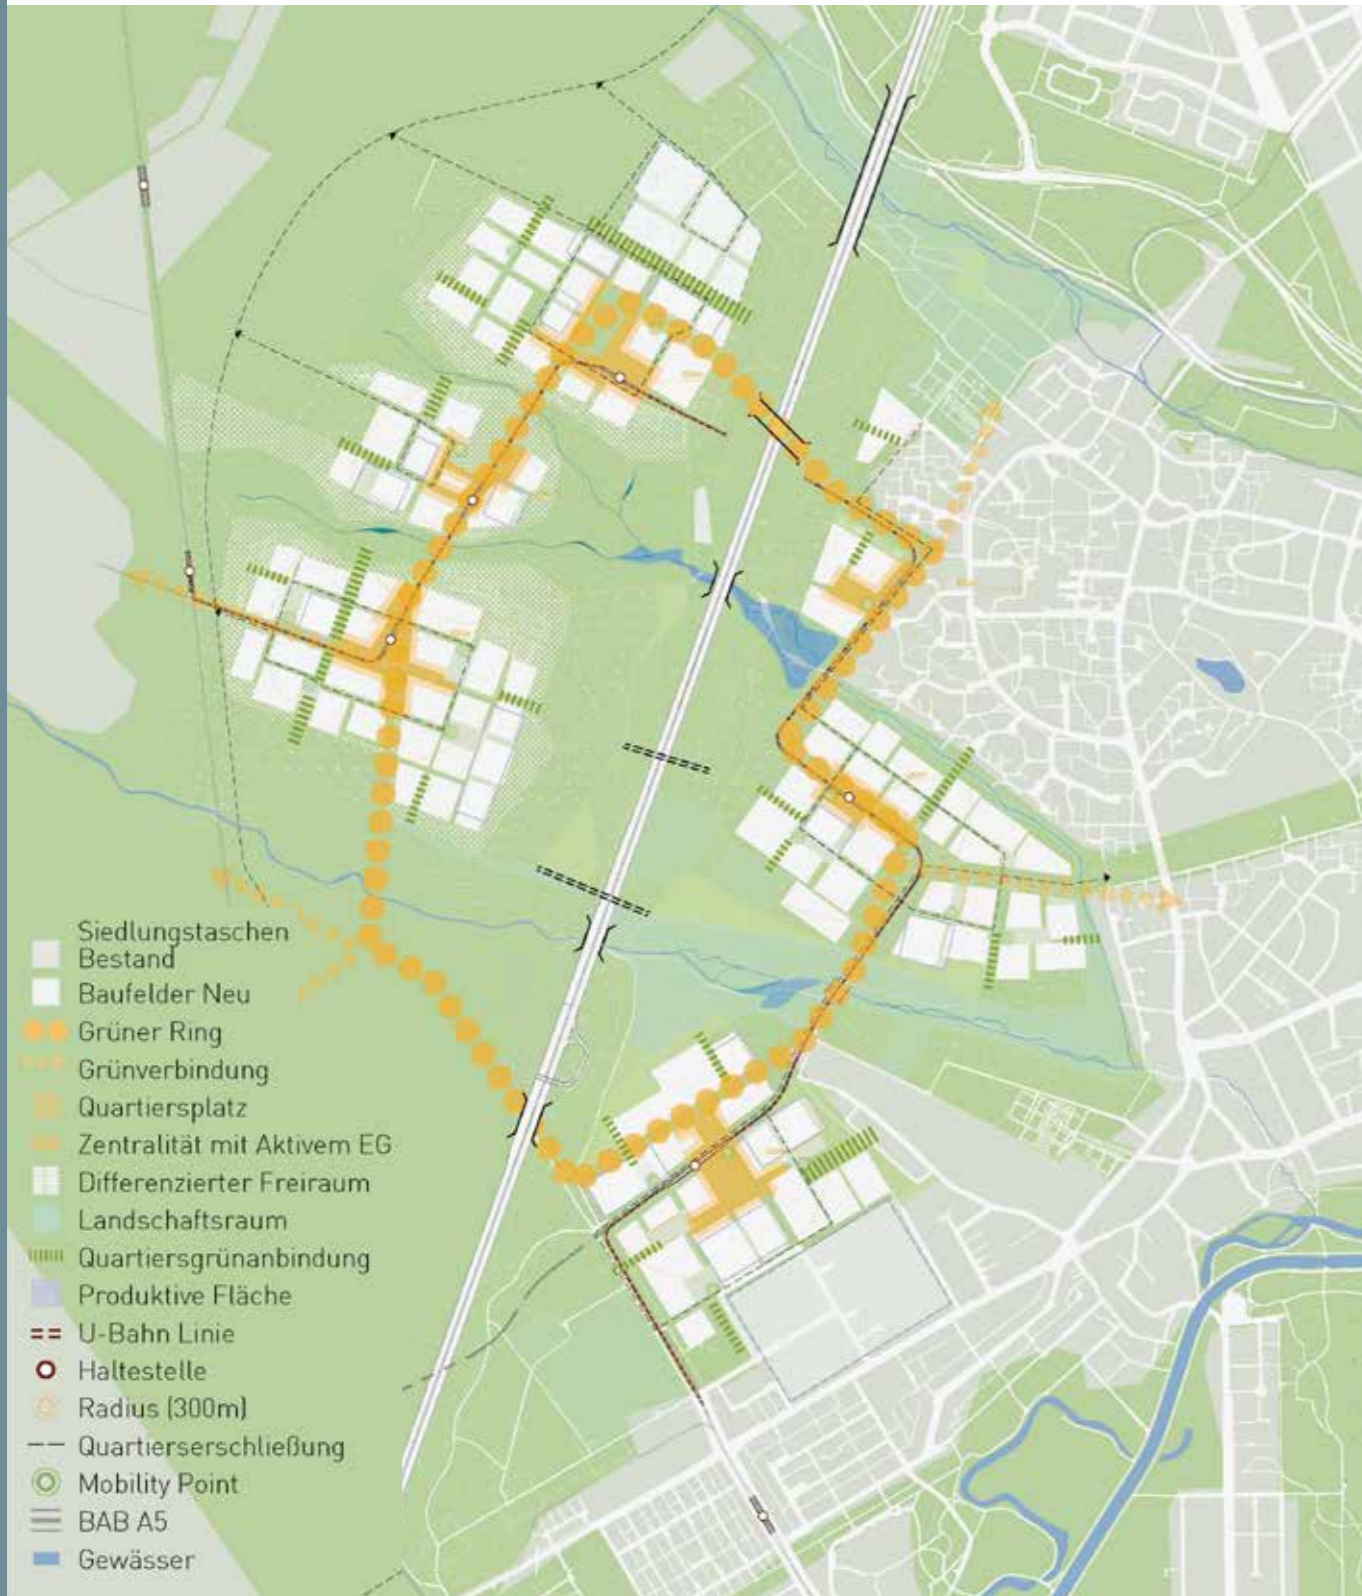 Siedlungstaschen
Bestand
Baufelder Neu
Grüner Ring
Grünverbindung
Quartiersplatz
Zentralität mit Aktivem EG
Differenzierter Freiraum
Landschaftsraum
Quartiersgrünanbindung
Produktive Fläche
U-Bahn Linie
Haltestelle
Radius (300m)
Quartierserschließung
Mobility Point
BAB A5
Gewässer